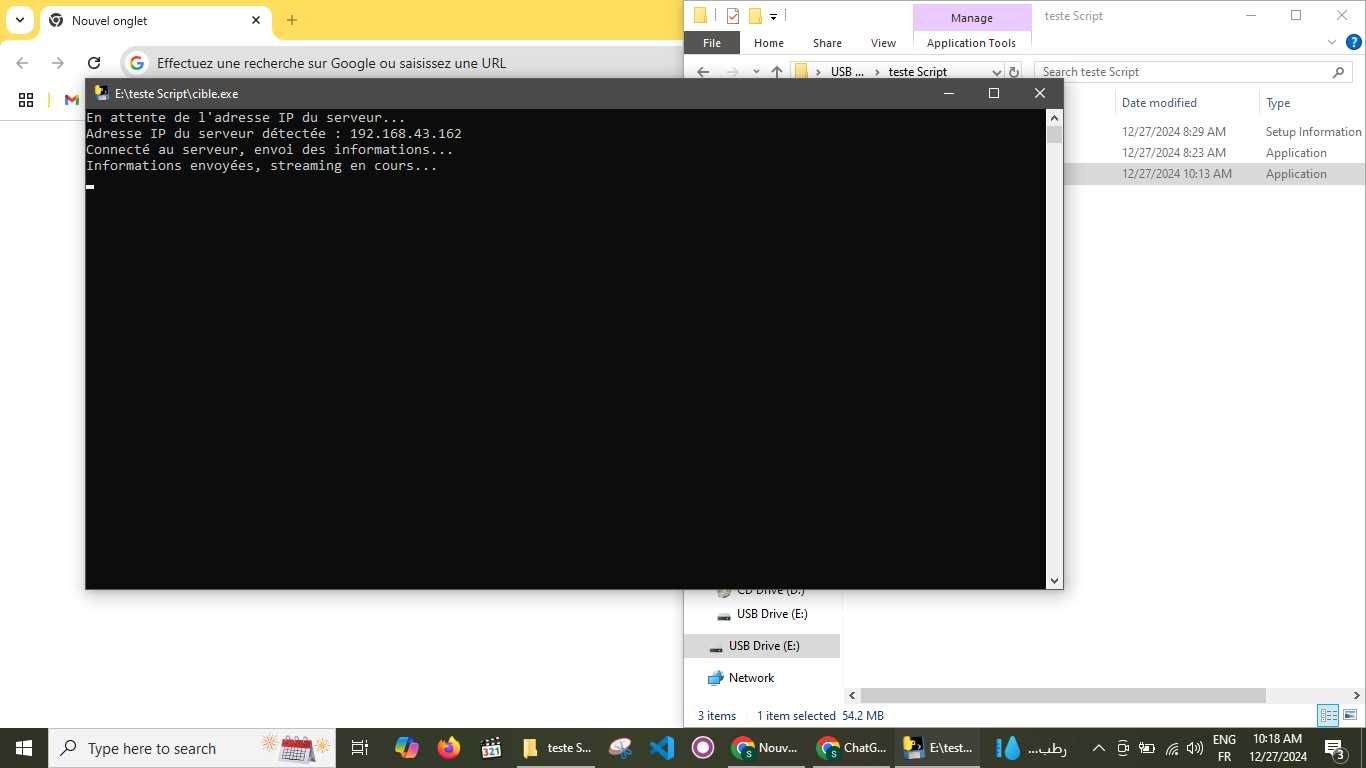 Nouvel onglet
Manage
teste Script
File
Home
Share
View
Application Tools
Effectuez une recherche sur Google ou saisissez une URL
USB ...
teste Script
Search teste Script
E:\teste Script\cible.exe
Date modified
Type
En attente de l'adresse IP du serveur...
Adresse IP du serveur détectée : 192.168.43.162
Connecté au serveur, envoi des informations...
Informations envoyées, streaming en cours...
12/27/2024 8:29 AM
Setup Information
12/27/2024 8:23 AM
Application
12/27/2024 10:13 AM
Application
CD Drive (D:)
USB Drive (E:)
USB Drive (E:)
Network
3 items
1 item selected 54.2 MB
Type here to search
321
teste S...
Nouv...
ChatG...
E:\test...
رطب...
ENG
FR
10:18 AM
12/27/2024
3